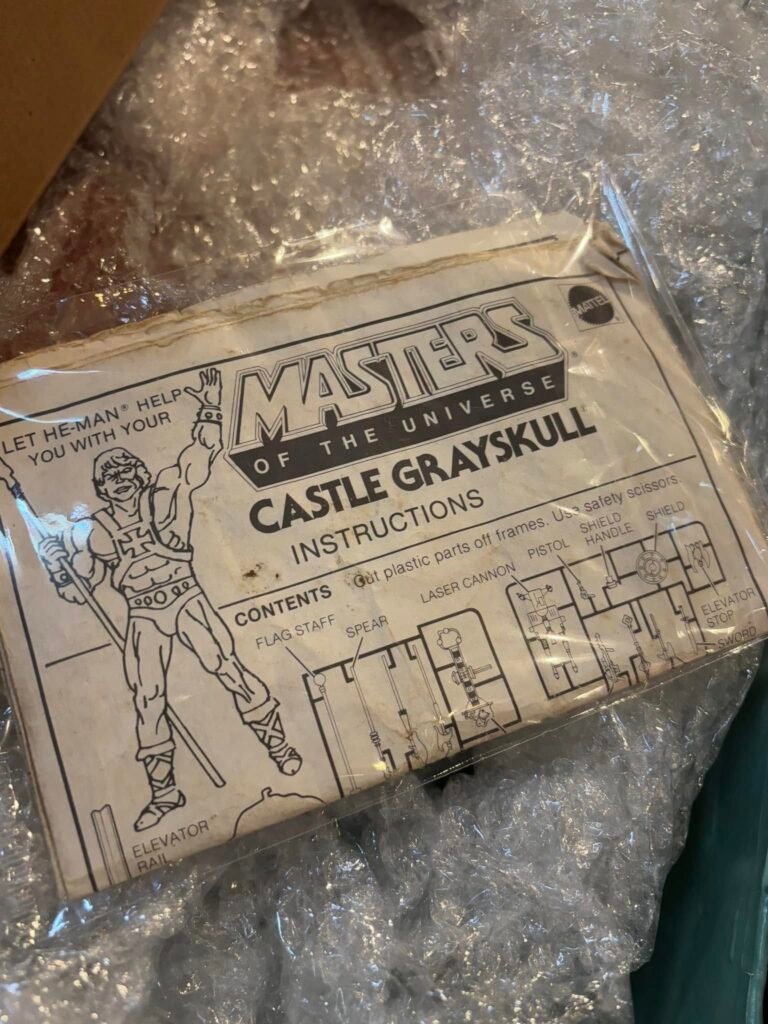 MATTEL
MASTERS
OF THE UNIVERSE
CASTLE GRAYSKULL
INSTRUCTIONS
LET HE-MAN® HELP
YOU WITH YOUR
CONTENTS Cut plastic parts off frames. Use safety scissors.
FLAG STAFF
SPEAR
LASER CANNON
PISTOL
SHIELD
HANDLE
SHIELD
ELEVATOR
STOP
SWORD
ELEVATOR
RAIL